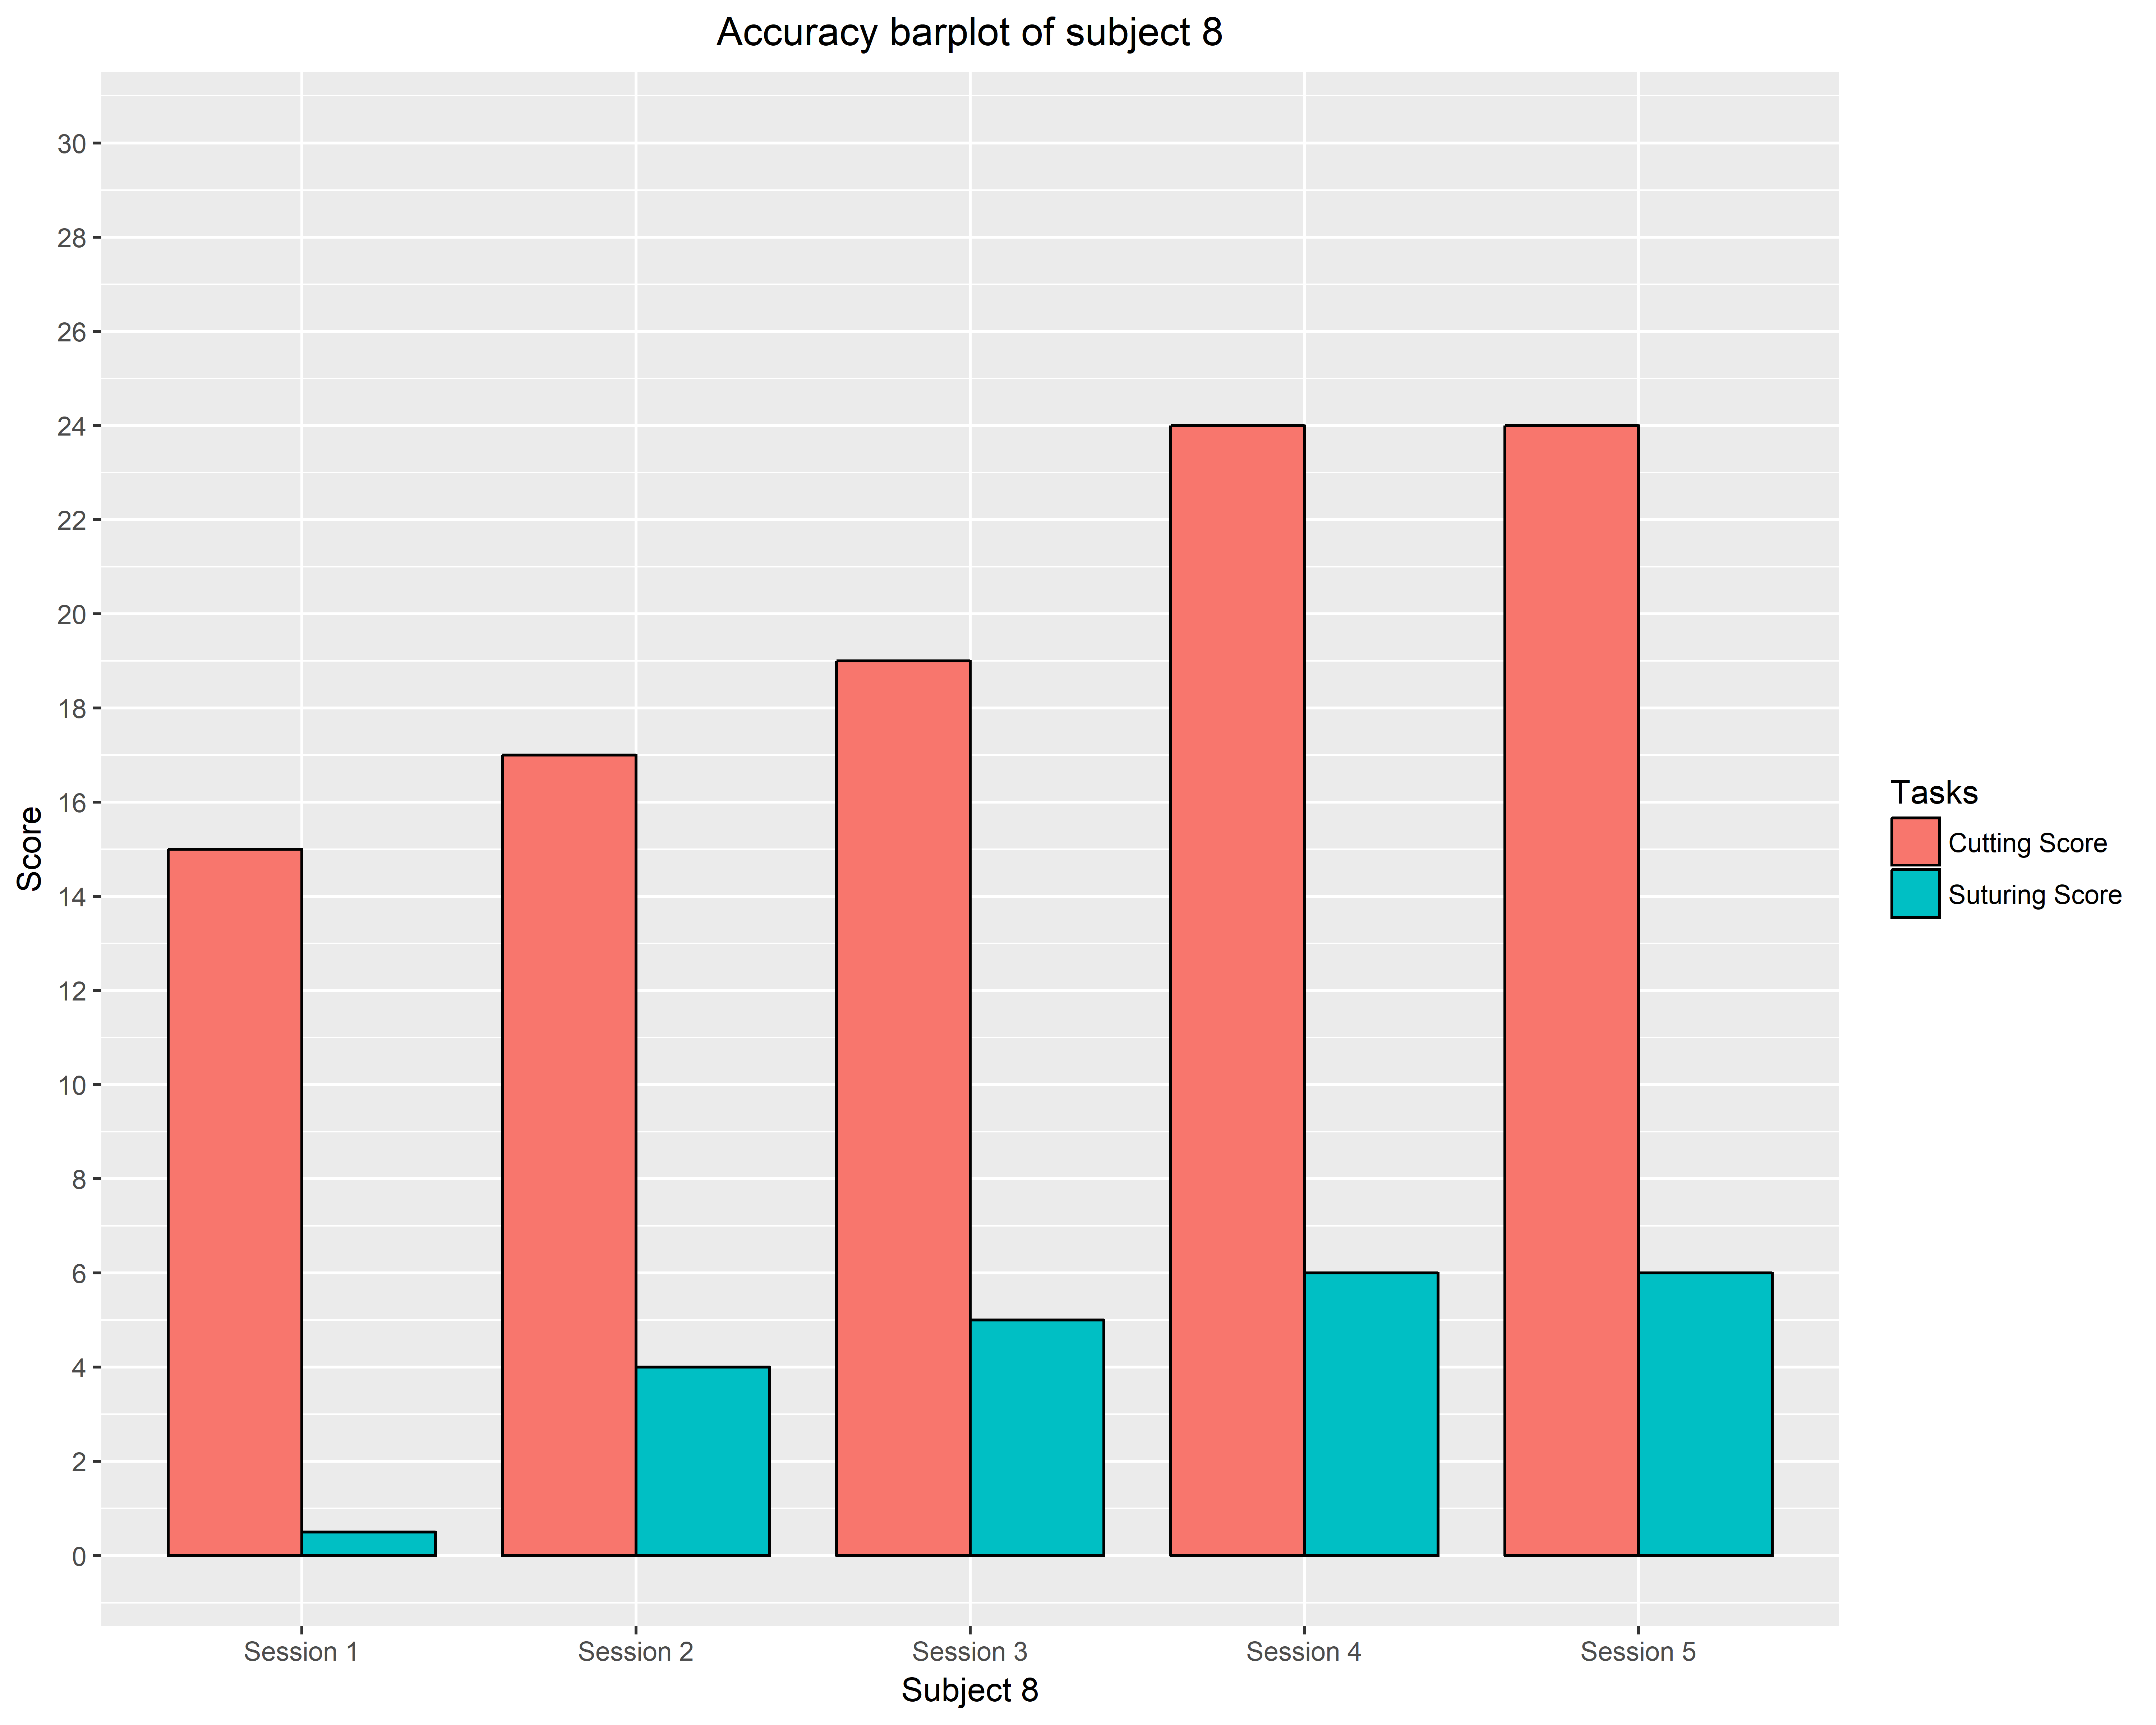 Accuracy barplot of subject 8
Score
30
28
26
24
22
20
18
16
14
12
10
8
6
4
2
0
Session 1
Session 2
Session 3
Session 4
Session 5
Subject 8
Tasks
Cutting Score
Suturing Score